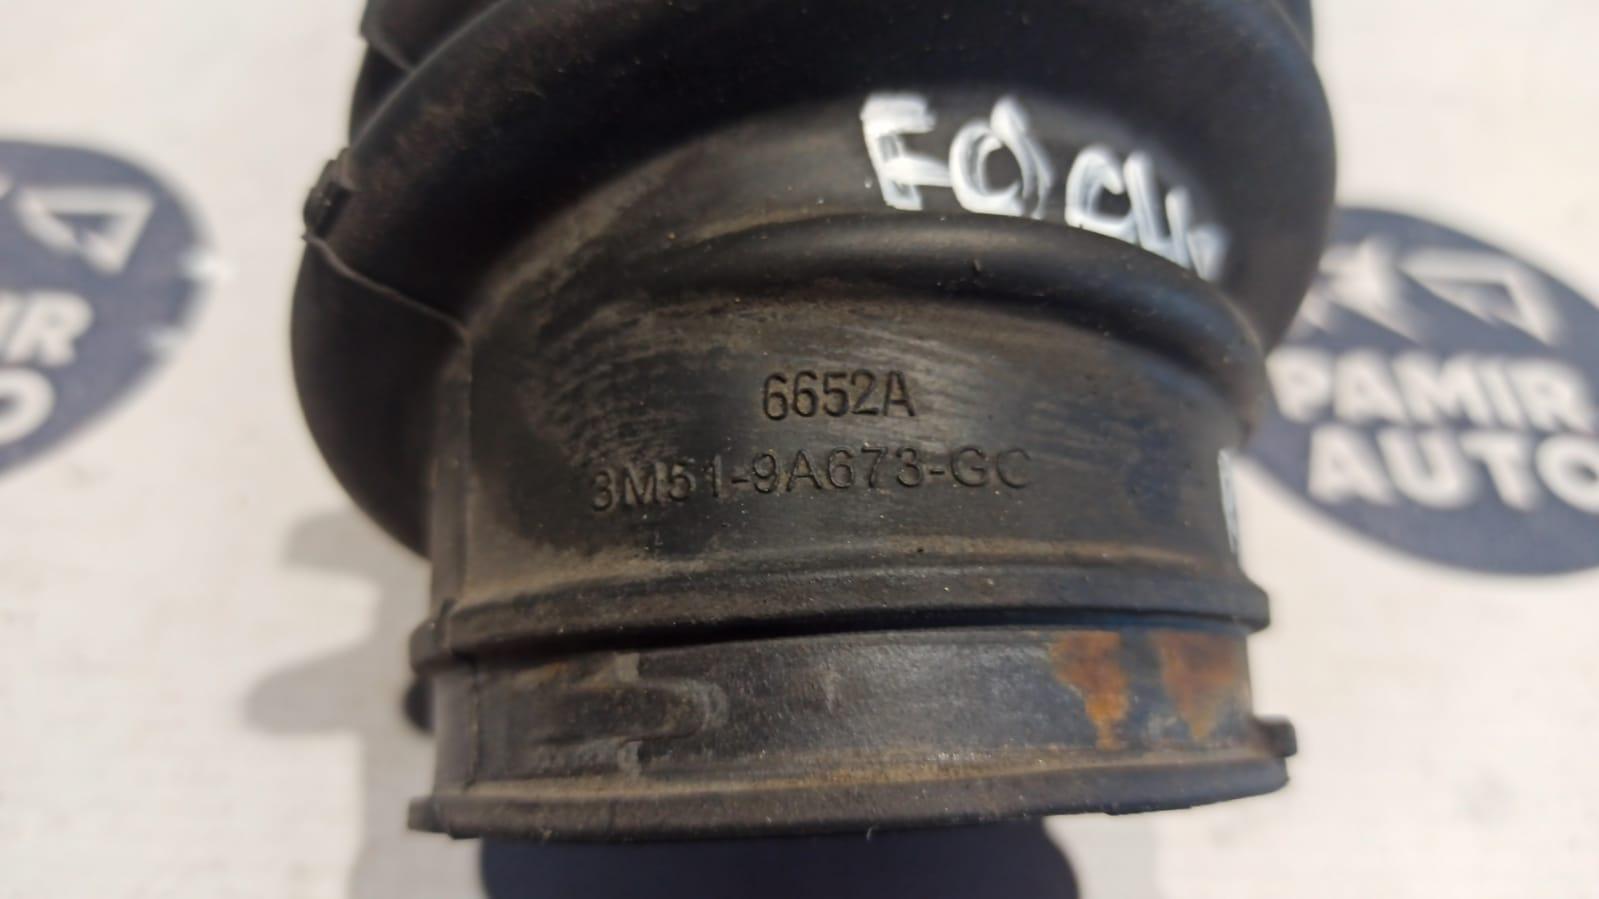 FOCUS
6652A
3M51-9A673-GC
PAMIR
AUTO